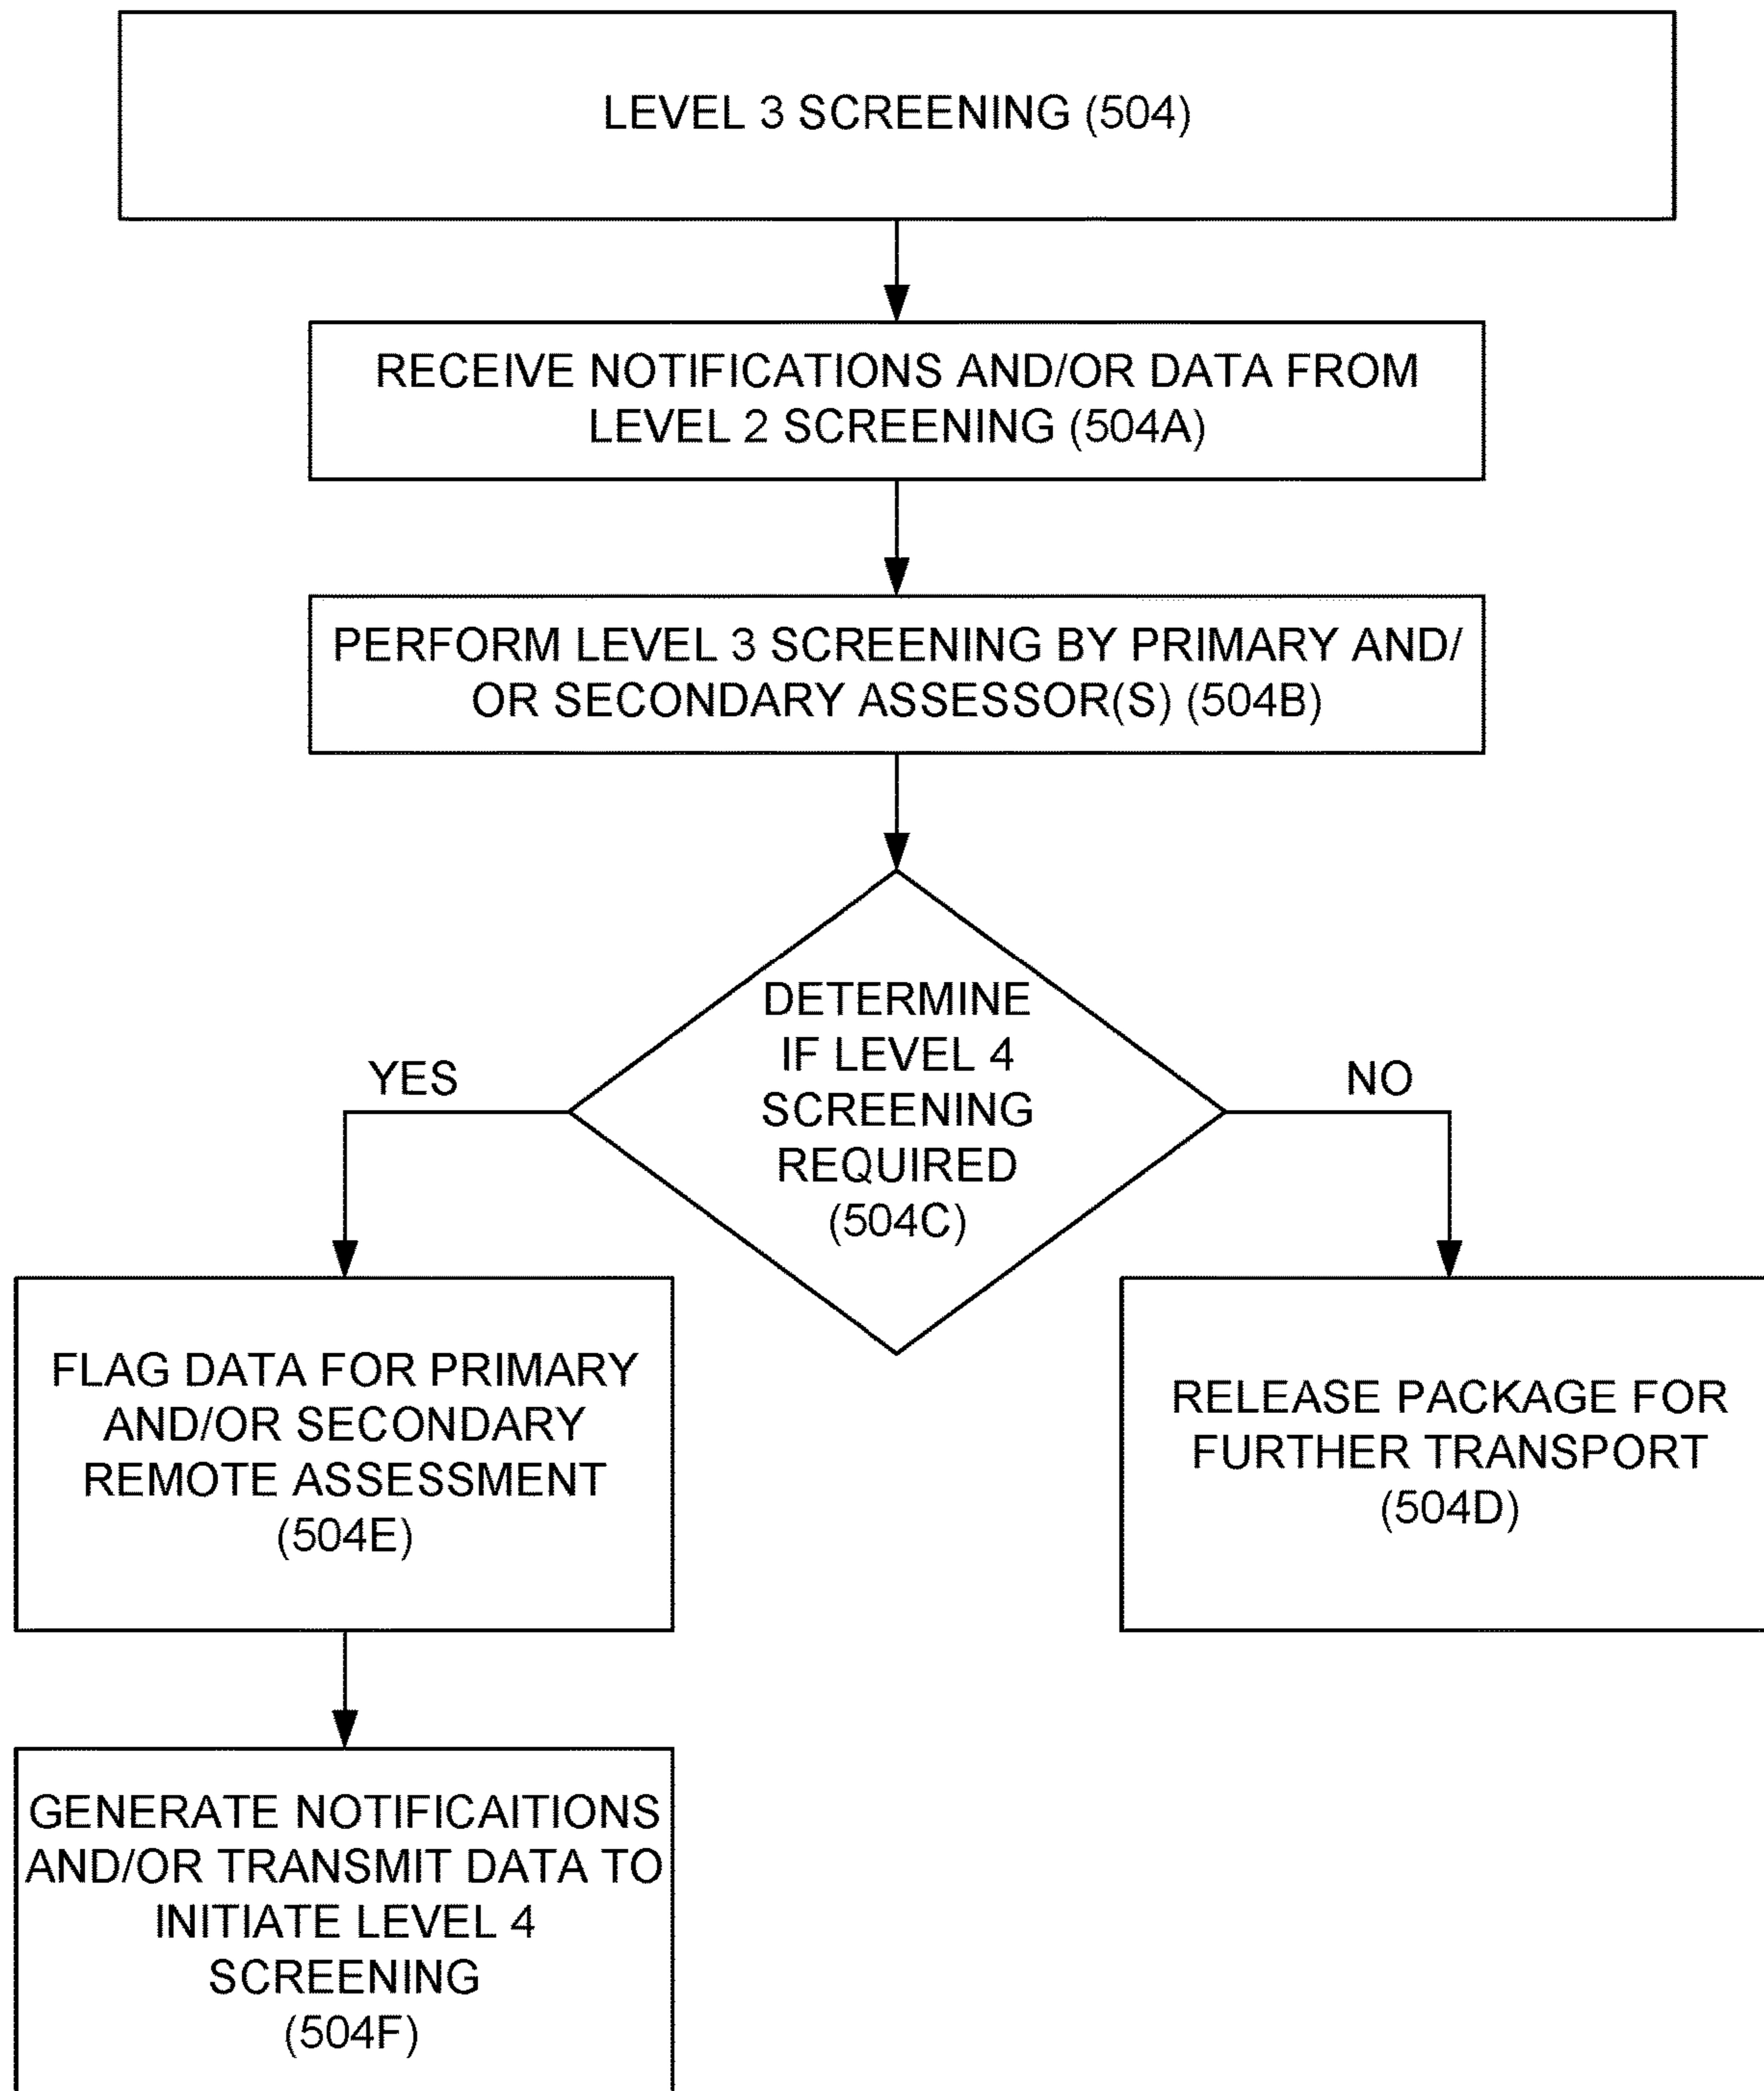 LEVEL 3 SCREENING (504)
RECEIVE NOTIFICATIONS AND/OR DATA FROM
LEVEL 2 SCREENING (504A)
PERFORM LEVEL 3 SCREENING BY PRIMARY AND/
OR SECONDARY ASSESSOR(S) (504B)
DETERMINE
IF LEVEL 4
SCREENING
REQUIRED
(504C)
YES
NO
FLAG DATA FOR PRIMARY
AND/OR SECONDARY
REMOTE ASSESSMENT
(504E)
RELEASE PACKAGE FOR
FURTHER TRANSPORT
(504D)
GENERATE NOTIFICAITIONS
AND/OR TRANSMIT DATA TO
INITIATE LEVEL 4
SCREENING
(504F)